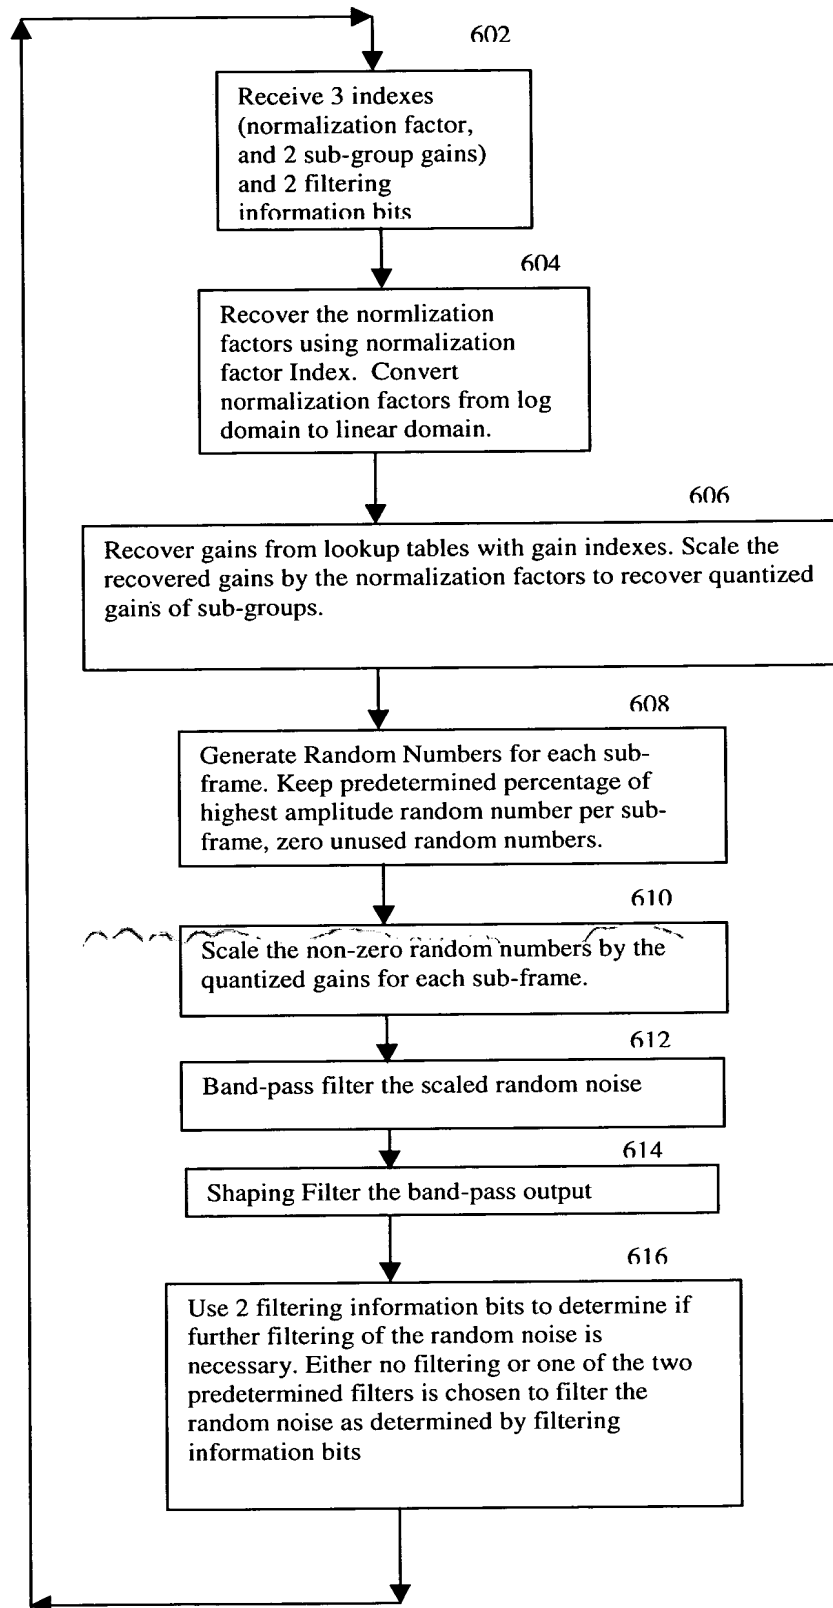 602
Receive 3 indexes
(normalization factor,
and 2 sub-group gains)
and 2 filtering
information bits
604
Recover the normlization
factors using normalization
factor Index. Convert
normalization factors from log
domain to linear domain.
606
Recover gains from lookup tables with gain indexes. Scale the
recovered gains by the normalization factors to recover quantized
gains of sub-groups.
608
Generate Random Numbers for each sub-
frame. Keep predetermined percentage of
highest amplitude random number per sub-
frame, zero unused random numbers.
610
Scale the non-zero random numbers by the
quantized gains for each sub-frame.
612
Band-pass filter the scaled random noise
614
Shaping Filter the band-pass output
616
Use 2 filtering information bits to determine if
further filtering of the random noise is
necessary. Either no filtering or one of the two
predetermined filters is chosen to filter the
random noise as determined by filtering
information bits